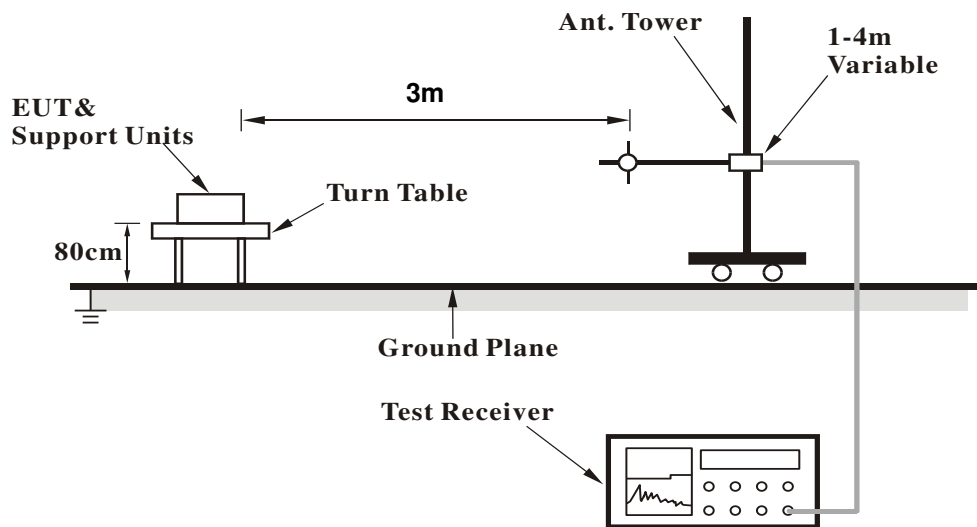 Ant. Tower
1-4m
Variable
3m
EUT&
Support Units
Turn Table
80cm
Ground Plane
Test Receiver